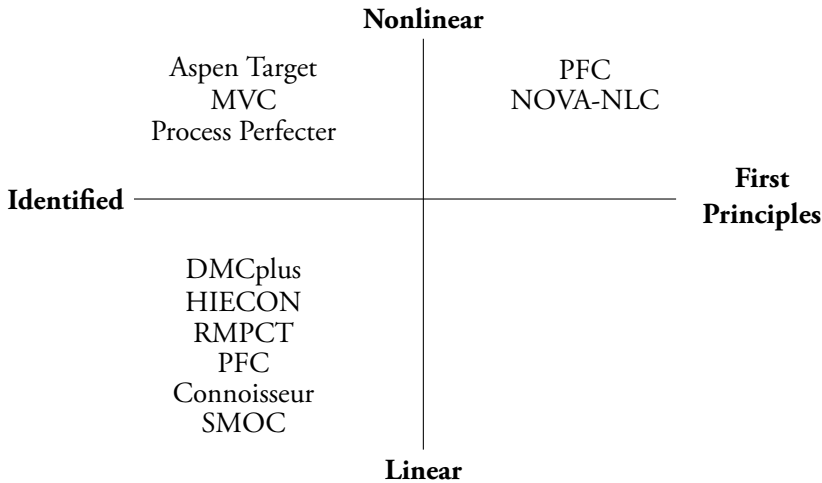 Nonlinear
Aspen Target
MVC
Process Perfecter
PFC
NOVA-NLC
Identified
First
Principles
DMCplus
HIECON
RMPCT
PFC
Connoisseur
SMOC
Linear